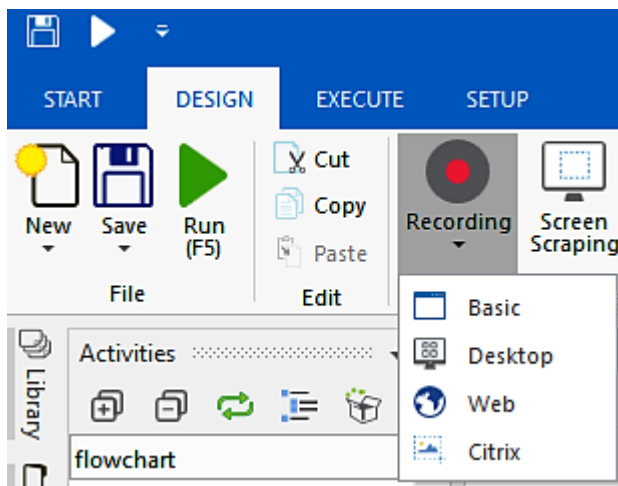 START DESIGN EXECUTE SETUP
New Save Run (F5)
Cut
Copy
Paste
Recording
Screen Scraping
File Edit
Basic
Desktop
Web
Citrix
Library
Activities
flowchart